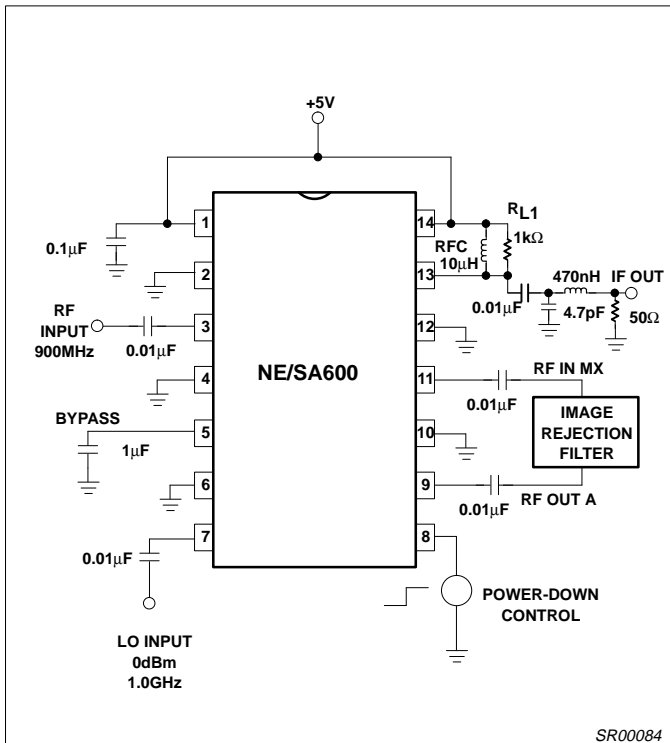 +5V
1
14
R L1
1kΩ
RFC
10µH
0.1µF
2
13
470nH
IF OUT
0.01µF
4.7pF
50Ω
RF
INPUT
900MHz
0.01µF
3
12
NE/SA600
4
11
RF IN MX
0.01µF
BYPASS
5
10
IMAGE
REJECTION
FILTER
1µF
6
9
0.01µF
RF OUT A
0.01µF
7
8
POWER-DOWN
CONTROL
LO INPUT
0dBm
1.0GHz
SR00084